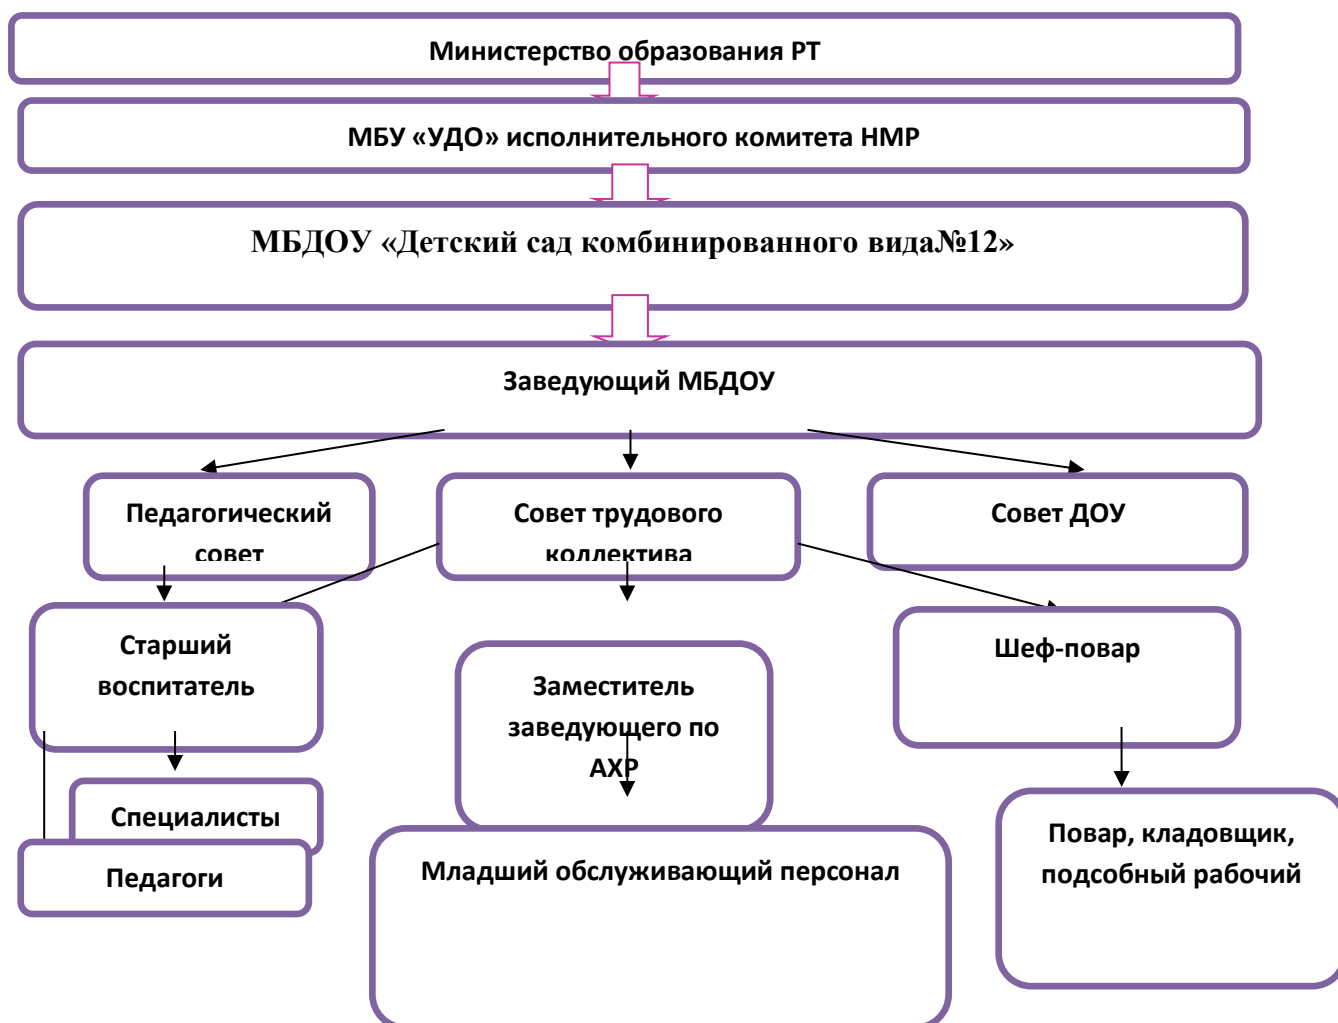 Министерство образования РТ
МБУ «УДО» исполнительного комитета НМР
МБДОУ «Детский сад комбинированного вида№12»
Заведующий МБДОУ
Педагогический
совет
Совет трудового
коллектива
Совет ДОУ
Старший
воспитатель
Заместитель
заведующего по
АХР
Шеф-повар
Специалисты
Педагоги
Младший обслуживающий персонал
Повар, кладовщик,
подсобный рабочий